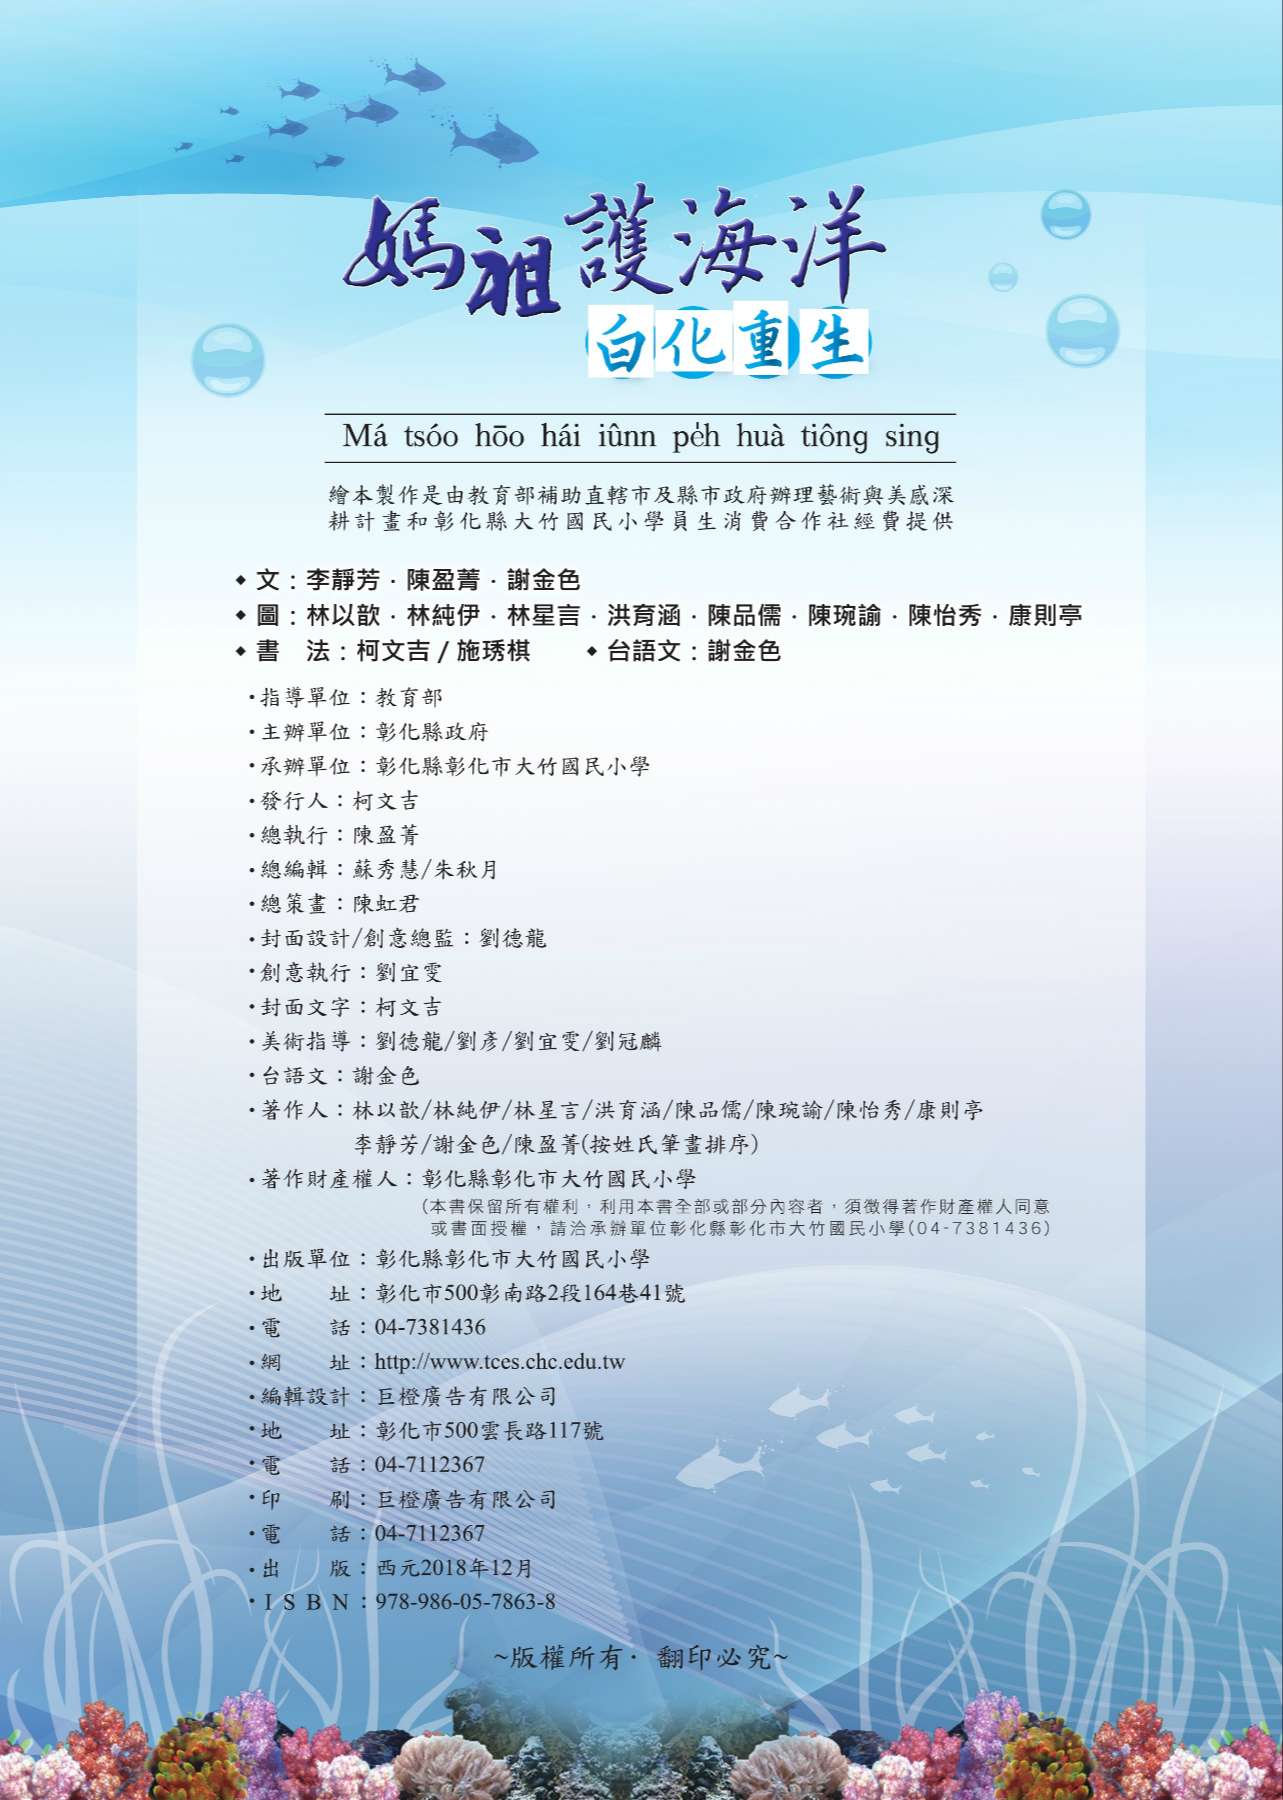 媽祖護海洋
白化重生
Má tsóo hōo hái iûnn pe̍h huà tiông sing
繪本製作是由教育部補助直轄市及縣市政府辦理藝術與美感深
耕計畫和彰化縣大竹國民小學員生消費合作社經費提供
◆ 文：李靜芳．陳盈菁．謝金色
◆ 圖：林以歆．林純伊．林星言．洪育涵．陳品儒．陳琬諭．陳怡秀．康則亭
◆ 書　法：柯文吉 / 施琇棋　　◆ 台語文：謝金色
・指導單位：教育部
・主辦單位：彰化縣政府
・承辦單位：彰化縣彰化市大竹國民小學
・發行人：柯文吉
・總執行：陳盈菁
・總編輯：蘇秀慧/朱秋月
・總策畫：陳虹君
・封面設計/創意總監：劉德龍
・創意執行：劉宜雯
・封面文字：柯文吉
・美術指導：劉德龍/劉彥/劉宜雯/劉冠麟
・台語文：謝金色
・著作人：林以歆/林純伊/林星言/洪育涵/陳品儒/陳琬諭/陳怡秀/康則亭
李靜芳/謝金色/陳盈菁(按姓氏筆畫排序)
・著作財產權人：彰化縣彰化市大竹國民小學
(本書保留所有權利，利用本書全部或部分內容者，須徵得著作財產權人同意
或書面授權，請洽承辦單位彰化縣彰化市大竹國民小學(04-7381436)
・出版單位：彰化縣彰化市大竹國民小學
・地　　址：彰化市500彰南路2段164巷41號
・電　　話：04-7381436
・網　　址：http://www.tces.chc.edu.tw
・編輯設計：巨橙廣告有限公司
・地　　址：彰化市500雲長路117號
・電　　話：04-7112367
・印　　刷：巨橙廣告有限公司
・電　　話：04-7112367
・出　　版：西元2018年12月
・I S B N：978-986-05-7863-8
~版權所有· 翻印必究~